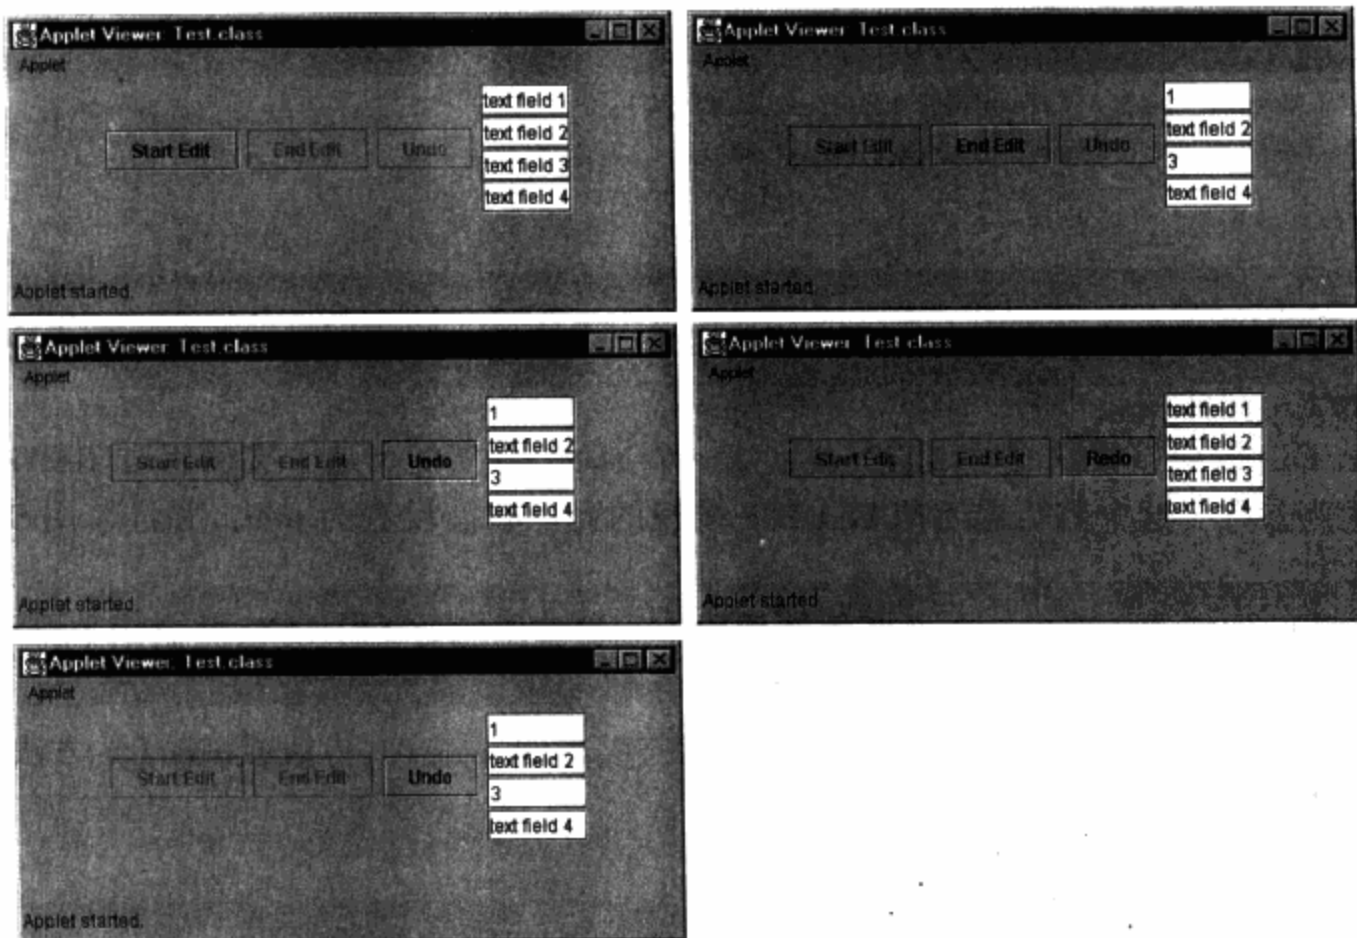 Applet Viewer: Test.class
Applet
Start Edit End Edit Undo
text field 1
text field 2
text field 3
text field 4
Applet started.
Applet Viewer: Test.class
Applet
Start Edit End Edit Undo
1
text field 2
3
text field 4
Applet started.
Applet Viewer: Test.class
Applet
Start Edit End Edit Undo
1
text field 2
3
text field 4
Applet started.
Applet Viewer: Test.class
Applet
Start Edit End Edit Redo
text field 1
text field 2
text field 3
text field 4
Applet started.
Applet Viewer: Test.class
Applet
Start Edit End Edit Undo
1
text field 2
3
text field 4
Applet started.